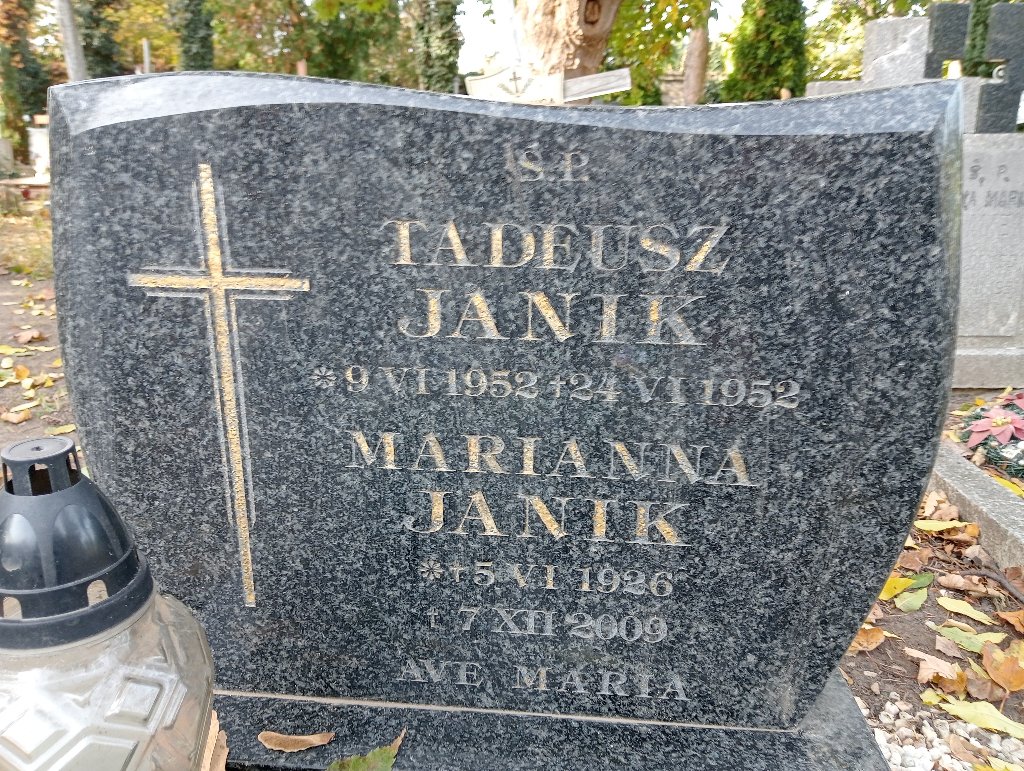 Ś.P.
TADEUSZ
JANIK
* 9 VI 1952 † 24 VI 1952
MARIANNA
JANIK
*† 5 VI 1926
† 7 XII 2009
AVE MARIA
Ś. P.